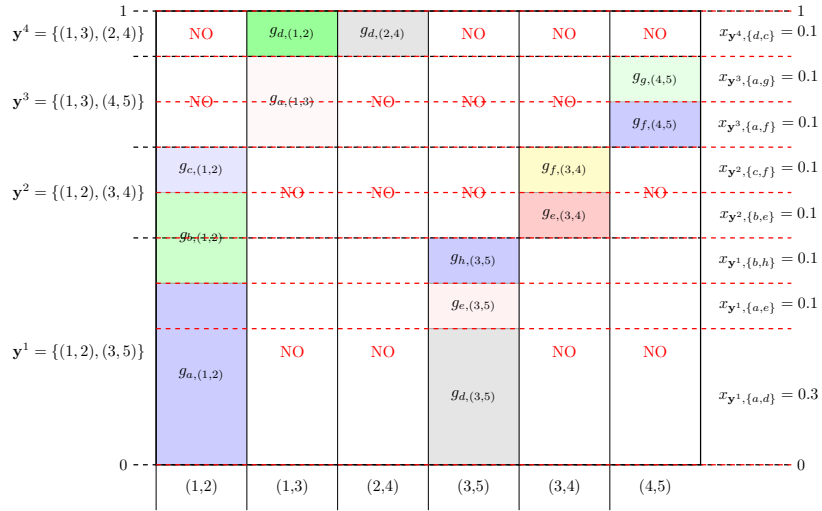 1 1
𝐲⁴ = {(1, 3), (2, 4)} NO g_{d,(1,2)} g_{d,(2,4)} NO NO NO x_{𝐲⁴,{d,c}} = 0.1
g_{g,(4,5)} x_{𝐲³,{a,g}} = 0.1
𝐲³ = {(1, 3), (4, 5)} NO g_{a,(1,3)} NO NO NO
g_{f,(4,5)} x_{𝐲³,{a,f}} = 0.1
g_{c,(1,2)} g_{f,(3,4)} x_{𝐲²,{c,f}} = 0.1
𝐲² = {(1, 2), (3, 4)} NO NO NO NO
g_{e,(3,4)} x_{𝐲²,{b,e}} = 0.1
g_{b,(1,2)}
g_{h,(3,5)} x_{𝐲¹,{b,h}} = 0.1
g_{e,(3,5)} x_{𝐲¹,{a,e}} = 0.1
𝐲¹ = {(1, 2), (3, 5)} NO NO NO NO
g_{a,(1,2)}
g_{d,(3,5)} x_{𝐲¹,{a,d}} = 0.3
0 0
(1,2) (1,3) (2,4) (3,5) (3,4) (4,5)